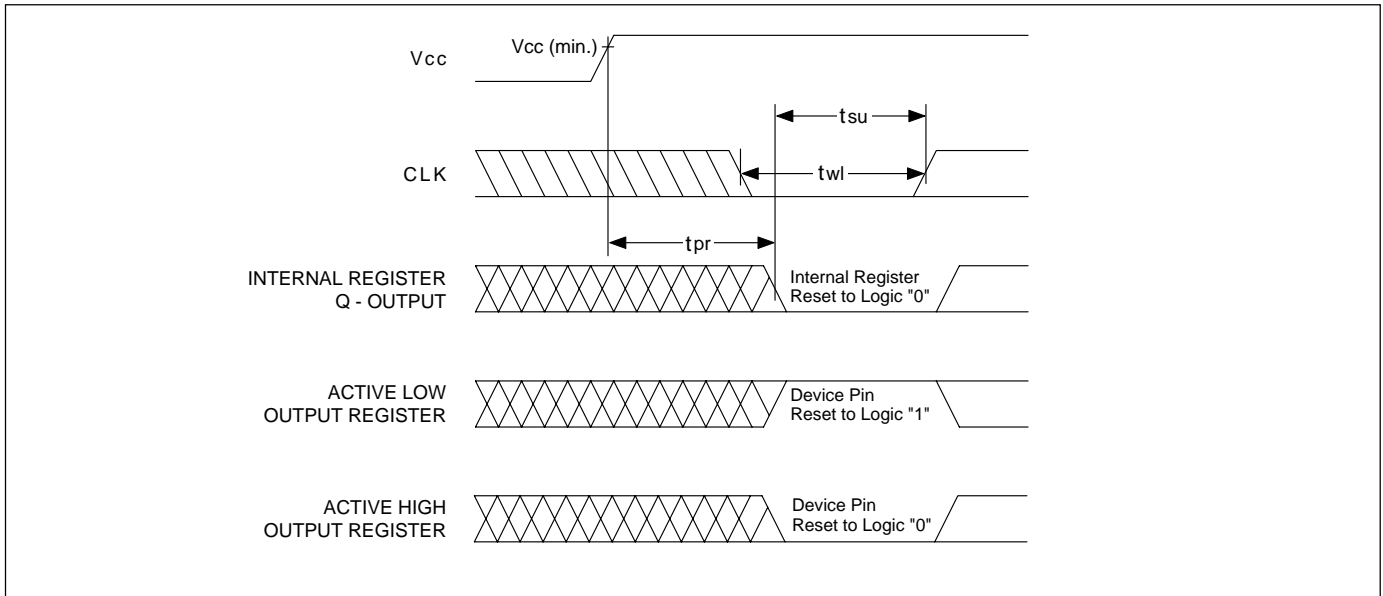 Vcc
Vcc (min.)
tsu
CLK
twl
tpr
INTERNAL REGISTER
Q - OUTPUT
Internal Register
Reset to Logic "0"
ACTIVE LOW
OUTPUT REGISTER
Device Pin
Reset to Logic "1"
ACTIVE HIGH
OUTPUT REGISTER
Device Pin
Reset to Logic "0"